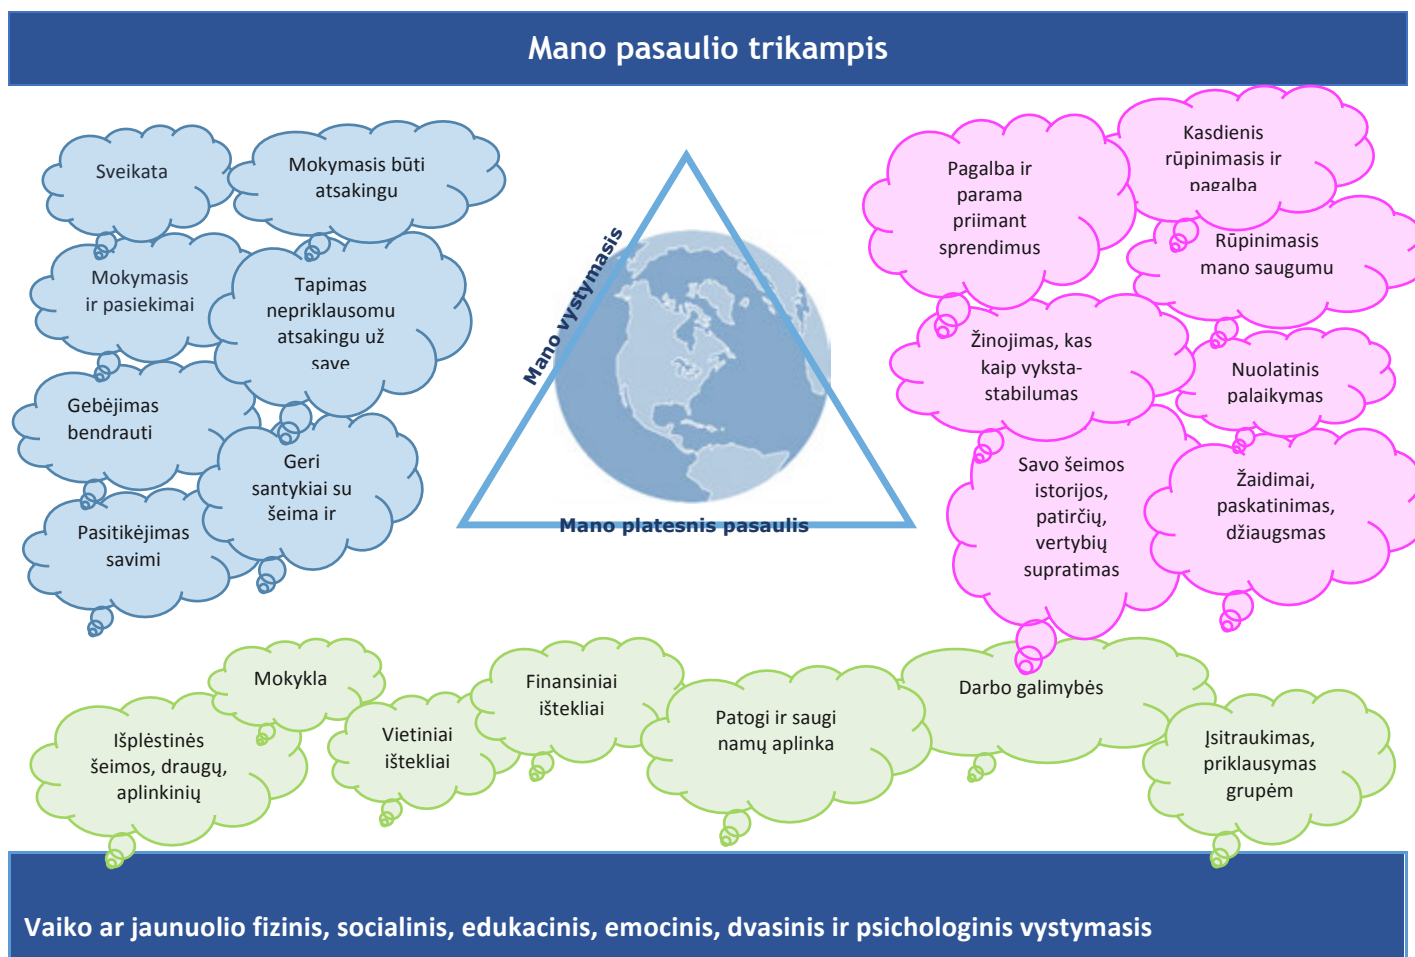 Mano pasaulio trikampis
Sveikata
Mokymasis būti
atsakingu
Mokymasis
ir pasiekimai
Tapimas
nepriklausomu
atsakingu už
save
Gebėjimas
bendrauti
Geri
santykiai su
šeima ir
Pasitikėjimas
savimi
Mano vystymasis
Mano platesnis pasaulis
Pagalba ir
parama
priimant
sprendimus
Kasdienis
rūpinimasis ir
pagalba
Rūpinimasis
mano saugumu
Žinojimas, kas
kaip vyksta-
stabilumas
Nuolatinis
palaikymas
Savo šeimos
istorijos,
patirčių,
vertybių
supratimas
Žaidimai,
paskatinimas,
džiaugsmas
Išplėstinės
šeimos, draugų,
aplinkinių
Mokykla
Vietiniai
ištekliai
Finansiniai
ištekliai
Patogi ir saugi
namų aplinka
Darbo galimybės
Įsitraukimas,
priklausymas
grupėm
Vaiko ar jaunuolio fizinis, socialinis, edukacinis, emocinis, dvasinis ir psichologinis vystymasis